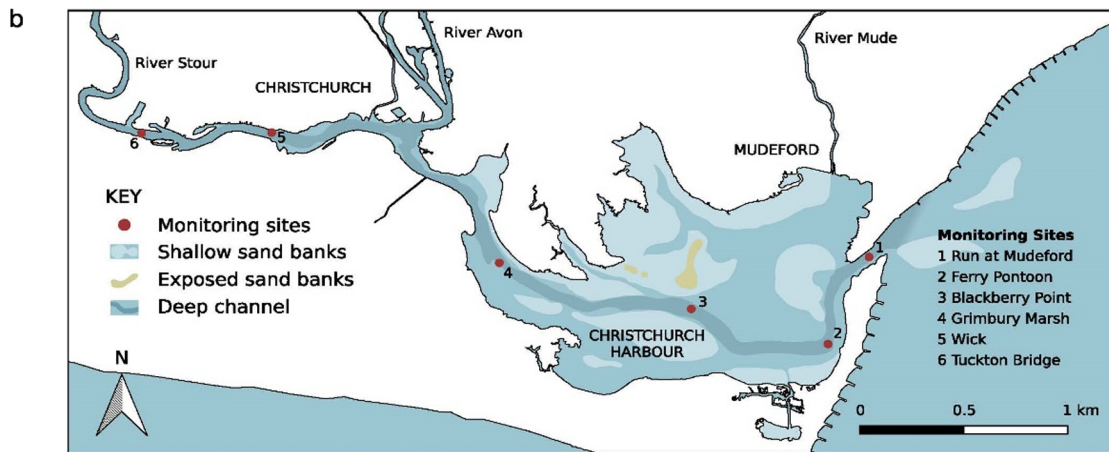 b
River Stour
River Avon
River Mude
CHRISTCHURCH
6
5
MUDEFORD
KEY
Monitoring sites
Shallow sand banks
Exposed sand banks
Deep channel
4
3
2
1
CHRISTCHURCH
HARBOUR
Monitoring Sites
1 Run at Mudeford
2 Ferry Pontoon
3 Blackberry Point
4 Grimbury Marsh
5 Wick
6 Tuckton Bridge
N
0 0.5 1 km